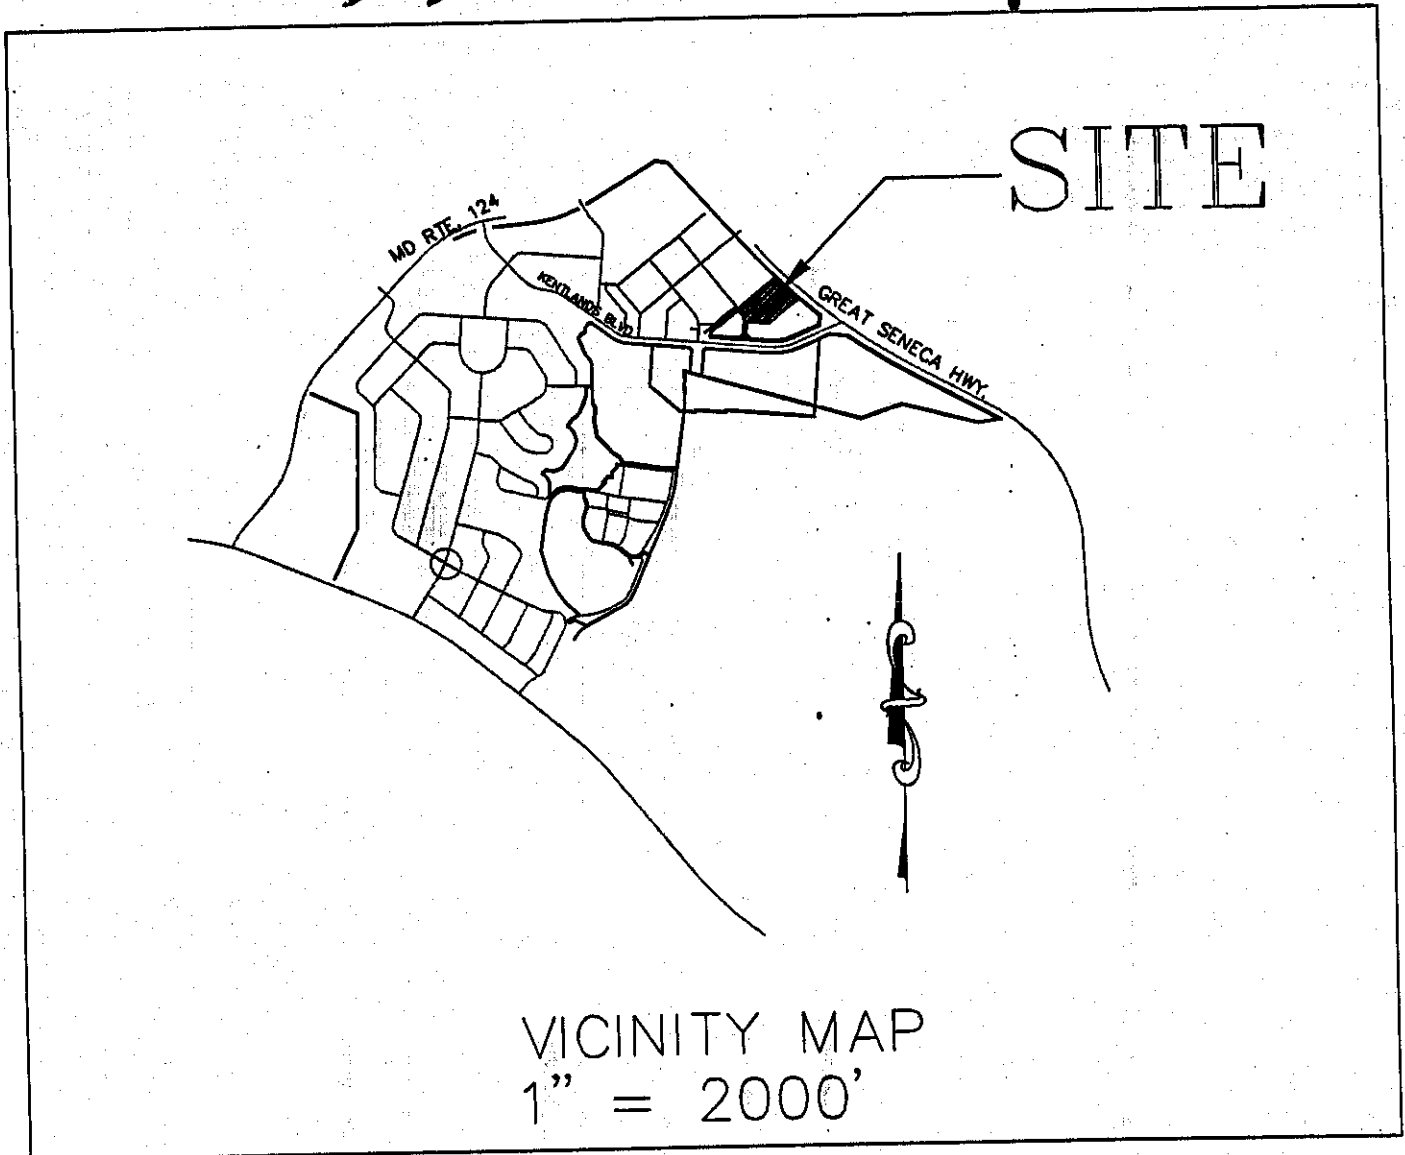 SITE
MD RTE. 124
KENTLANDS BLVD.
GREAT SENECA HWY.
VICINITY MAP
1" = 2000'